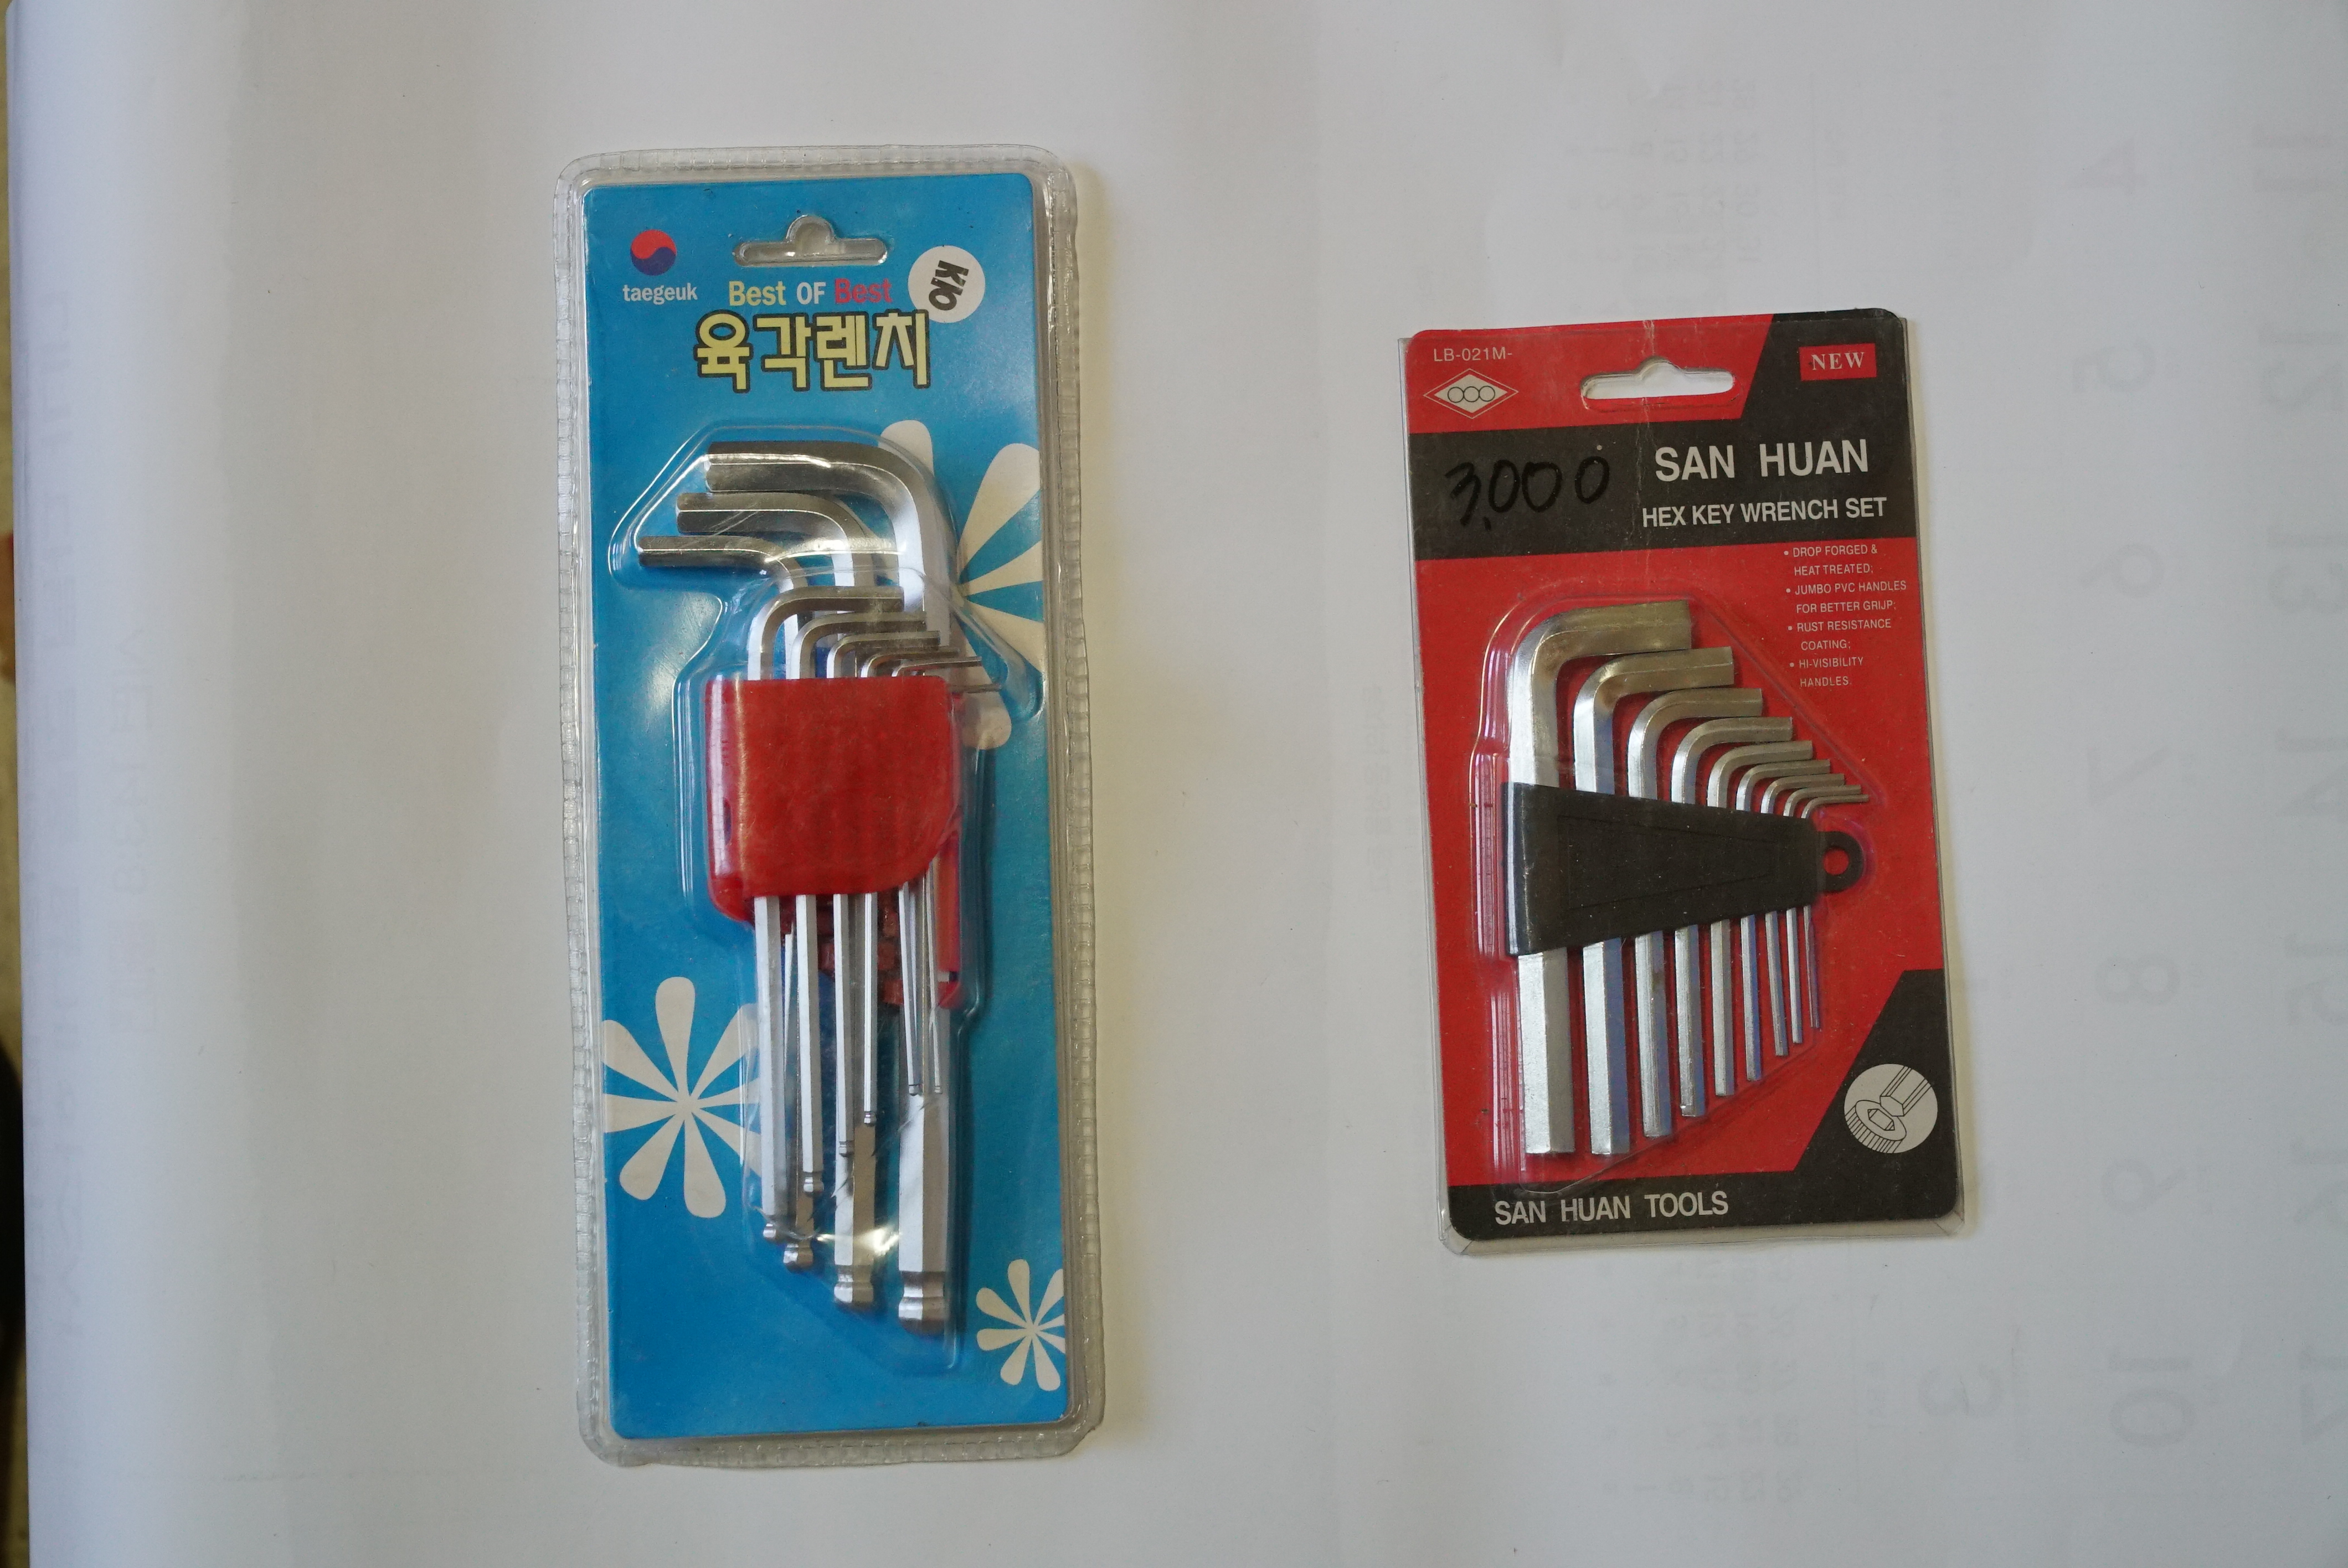 taegeuk
Best OF Best
K10
육각렌치
LB-021M-
NEW
3,000
SAN HUAN
HEX KEY WRENCH SET
• DROP FORGED &
HEAT TREATED;
• JUMBO PVC HANDLES
FOR BETTER GRIJP;
• RUST RESISTANCE
COATING;
• HI-VISIBILITY
HANDLES.
SAN HUAN TOOLS